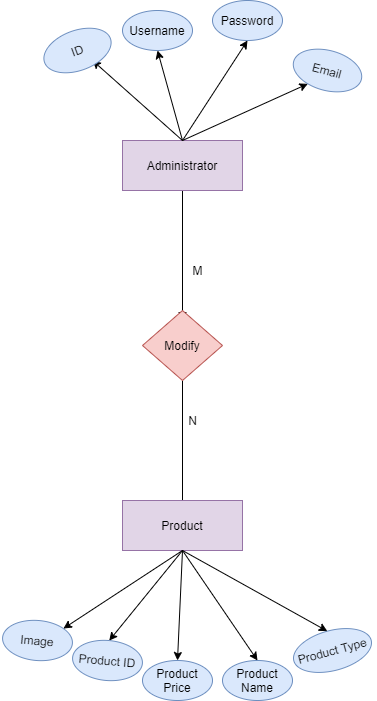 Password
Username
ID
Email
Administrator
M
Modify
N
Product
Image
Product ID
Product
Price
Product
Name
Product Type